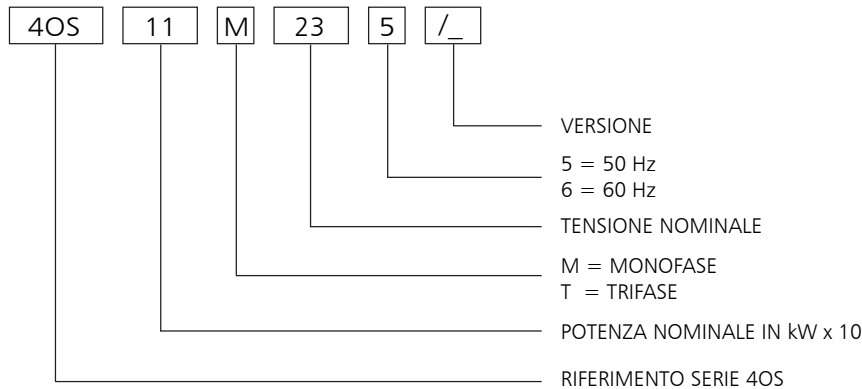 4OS 11 M 23 5 /_
VERSIONE
5 = 50 Hz
6 = 60 Hz
TENSIONE NOMINALE
M = MONOFASE
T = TRIFASE
POTENZA NOMINALE IN kW x 10
RIFERIMENTO SERIE 4OS